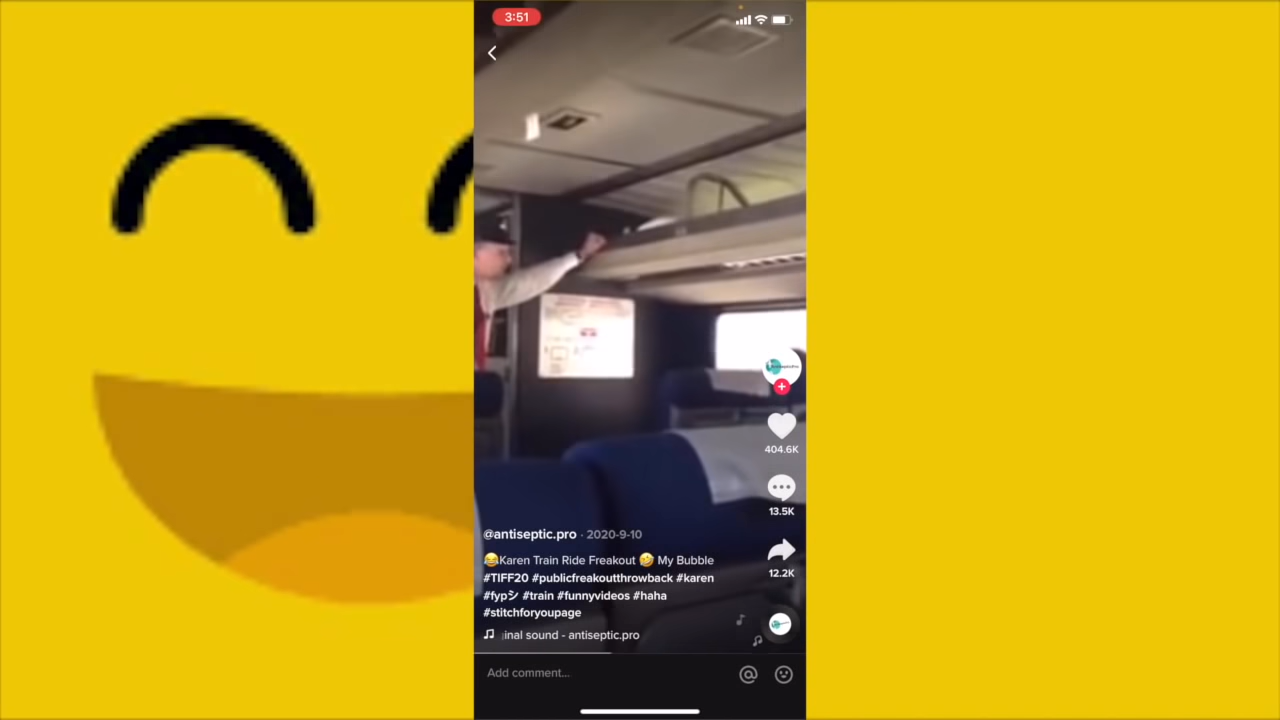 3:51
404.6K
13.5K
@antiseptic.pro · 2020-9-10
😂Karen Train Ride Freakout 🤣 My Bubble
#TIFF20 #publicfreakoutthrowback #karen
#fypシ #train #funnyvideos #haha
#stitchforyoupage
12.2K
inal sound - antiseptic.pro
Add comment...